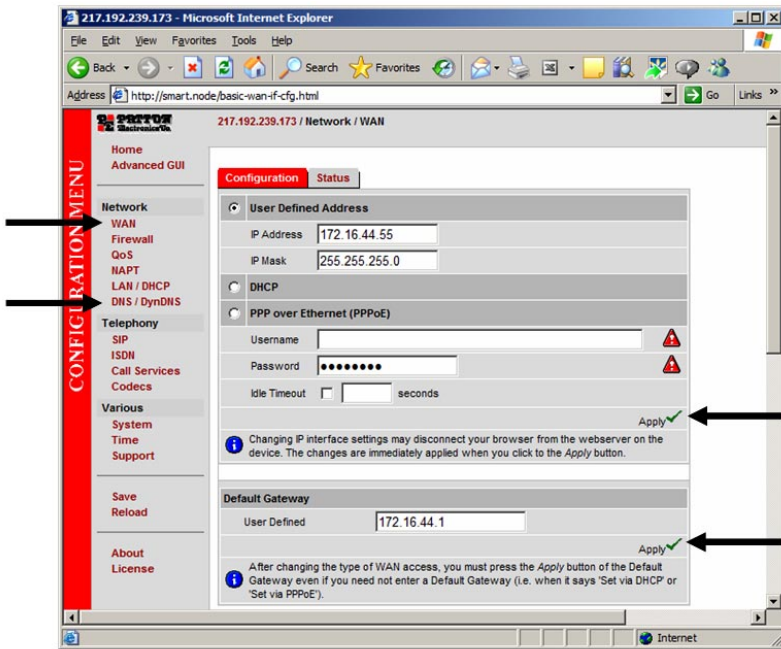 217.192.239.173 - Microsoft Internet Explorer
File Edit View Favorites Tools Help
Back Search Favorites
Address http://smart.node/basic-wan-if-cfg.html Go Links »
PATTON
Electronics Co.
217.192.239.173 / Network / WAN
CONFIGURATION MENU
Home
Advanced GUI
Network
WAN
Firewall
QoS
NAPT
LAN / DHCP
DNS / DynDNS
Telephony
SIP
ISDN
Call Services
Codecs
Various
System
Time
Support
Save
Reload
About
License
Configuration Status
User Defined Address
IP Address 172.16.44.55
IP Mask 255.255.255.0
DHCP
PPP over Ethernet (PPPoE)
Username
Password ●●●●●●●●
Idle Timeout seconds
Apply
Changing IP interface settings may disconnect your browser from the webserver on the
device. The changes are immediately applied when you click to the Apply button.
Default Gateway
User Defined 172.16.44.1
Apply
After changing the type of WAN access, you must press the Apply button of the Default
Gateway even if you need not enter a Default Gateway (i.e. when it says 'Set via DHCP' or
'Set via PPPoE').
Internet